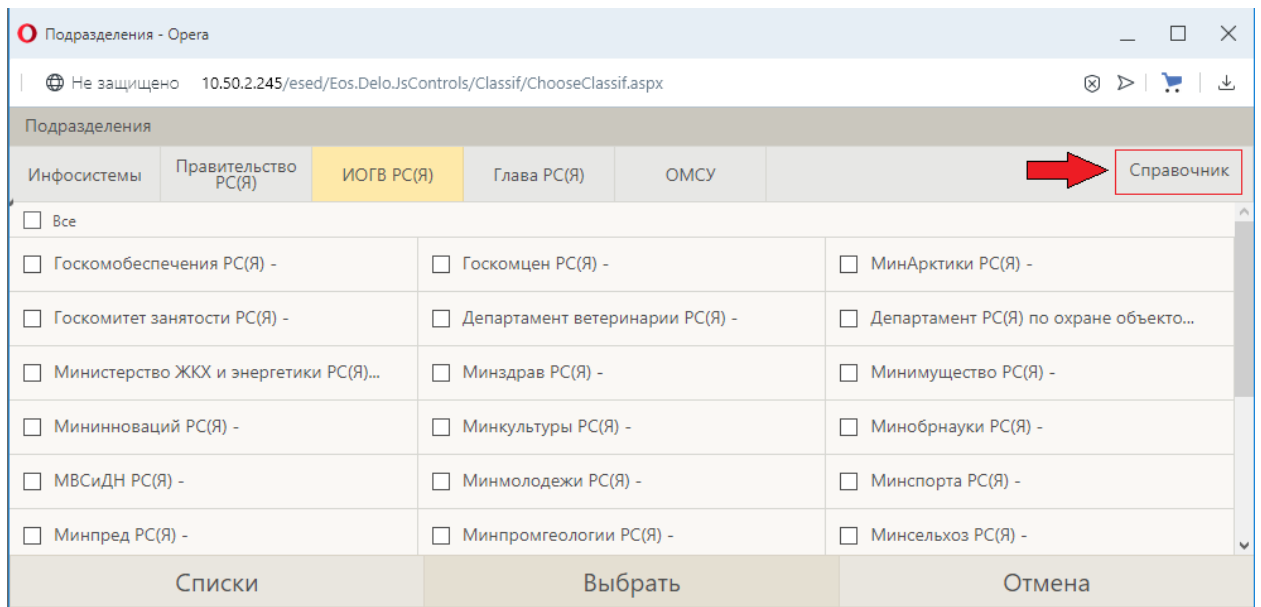 Подразделения - Opera
Не защищено 10.50.2.245/esed/Eos.Delo.JsControls/Classif/ChooseClassif.aspx
Подразделения
Инфосистемы
Правительство
РС(Я)
ИОГВ РС(Я)
Глава РС(Я)
ОМСУ
Справочник
Все
Госкомобеспечения РС(Я) - Госкомцен РС(Я) - МинАрктики РС(Я) -
Госкомитет занятости РС(Я) - Департамент ветеринарии РС(Я) - Департамент РС(Я) по охране объекто...
Министерство ЖКХ и энергетики РС(Я)... Минздрав РС(Я) - Минимущество РС(Я) -
Мининноваций РС(Я) - Минкультуры РС(Я) - Минобрнауки РС(Я) -
МВСиДН РС(Я) - Минмолодежи РС(Я) - Минспорта РС(Я) -
Минпред РС(Я) - Минпромгеологии РС(Я) - Минсельхоз РС(Я) -
Списки Выбрать Отмена